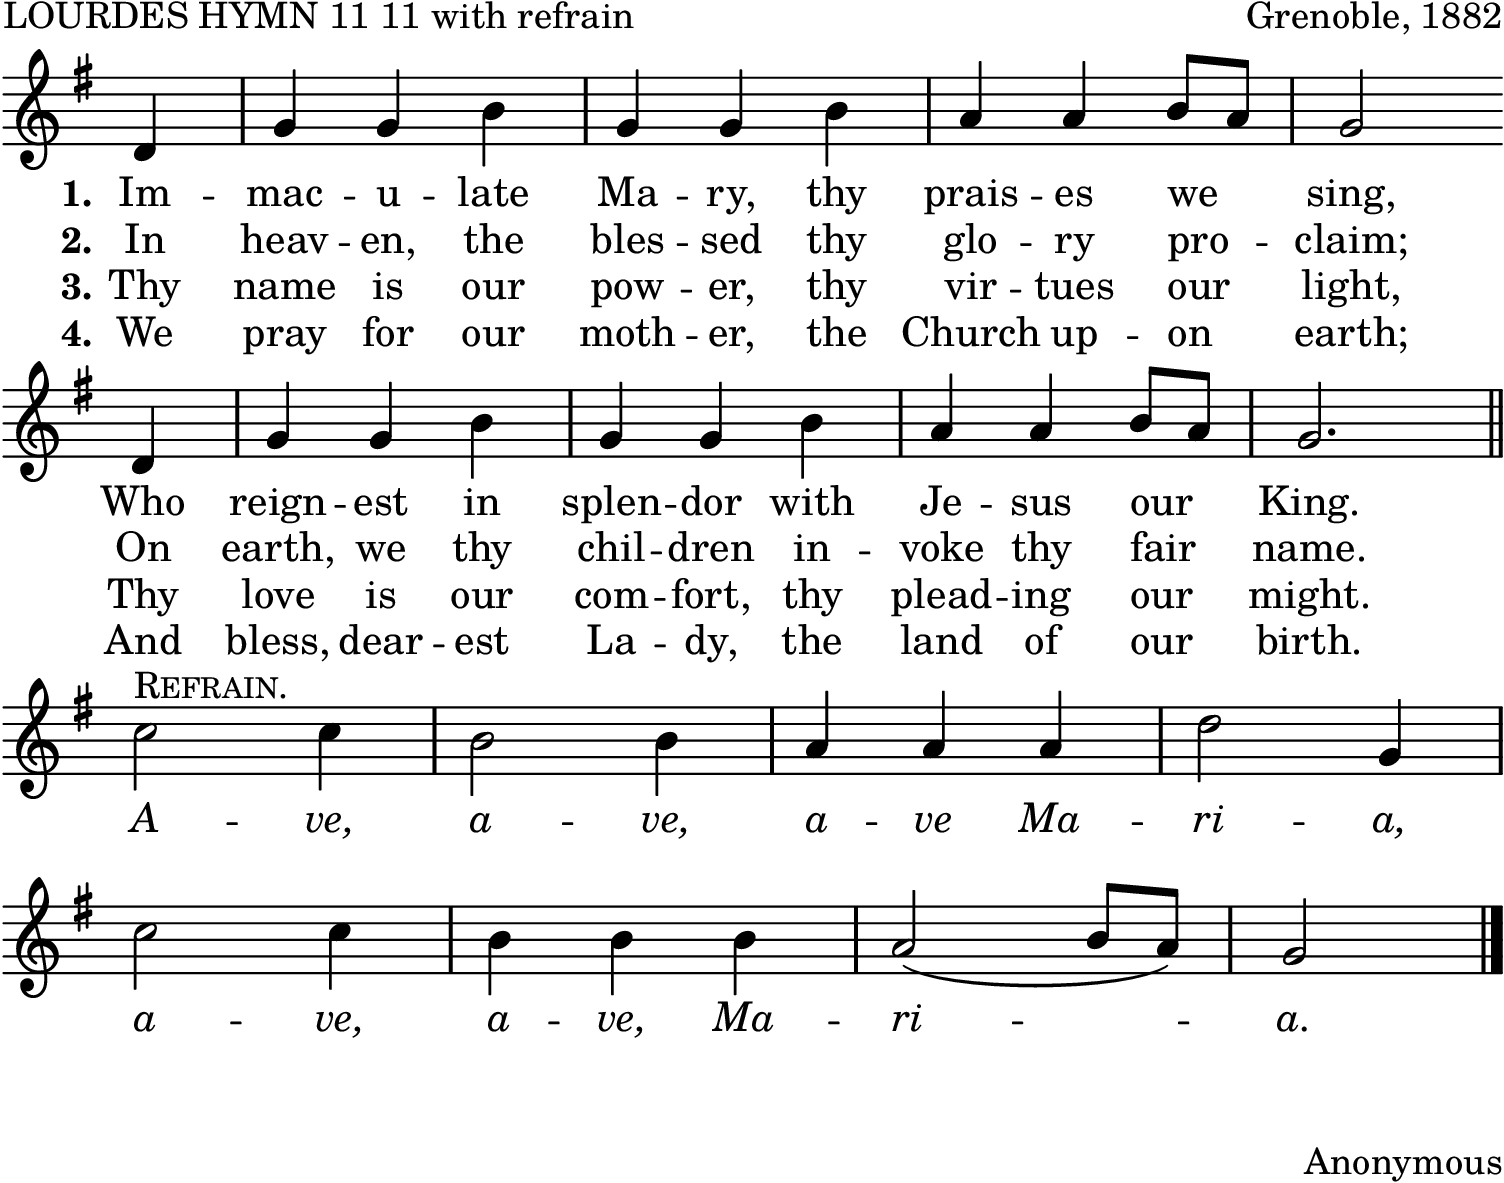 LOURDES HYMN 11 11 with refrain Grenoble, 1882
1. Im - mac - u - late Ma - ry, thy prais - es we sing,
2. In heav - en, the bles - sed thy glo - ry pro - claim;
3. Thy name is our pow - er, thy vir - tues our light,
4. We pray for our moth - er, the Church up - on earth;
Who reign - est in splen - dor with Je - sus our King.
On earth, we thy chil - dren in - voke thy fair name.
Thy love is our com - fort, thy plead - ing our might.
And bless, dear - est La - dy, the land of our birth.
REFRAIN.
A - ve, a - ve, a - ve Ma - ri - a,
a - ve, a - ve, Ma - ri - - a.
Anonymous